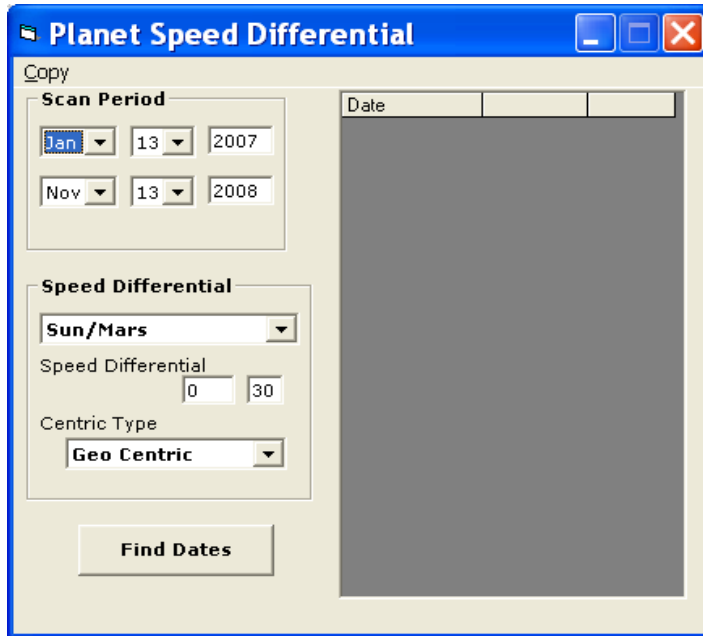 Planet Speed Differential
Copy
Scan Period
Jan 13 2007
Nov 13 2008
Speed Differential
Sun/Mars
Speed Differential
0 30
Centric Type
Geo Centric
Find Dates
Date